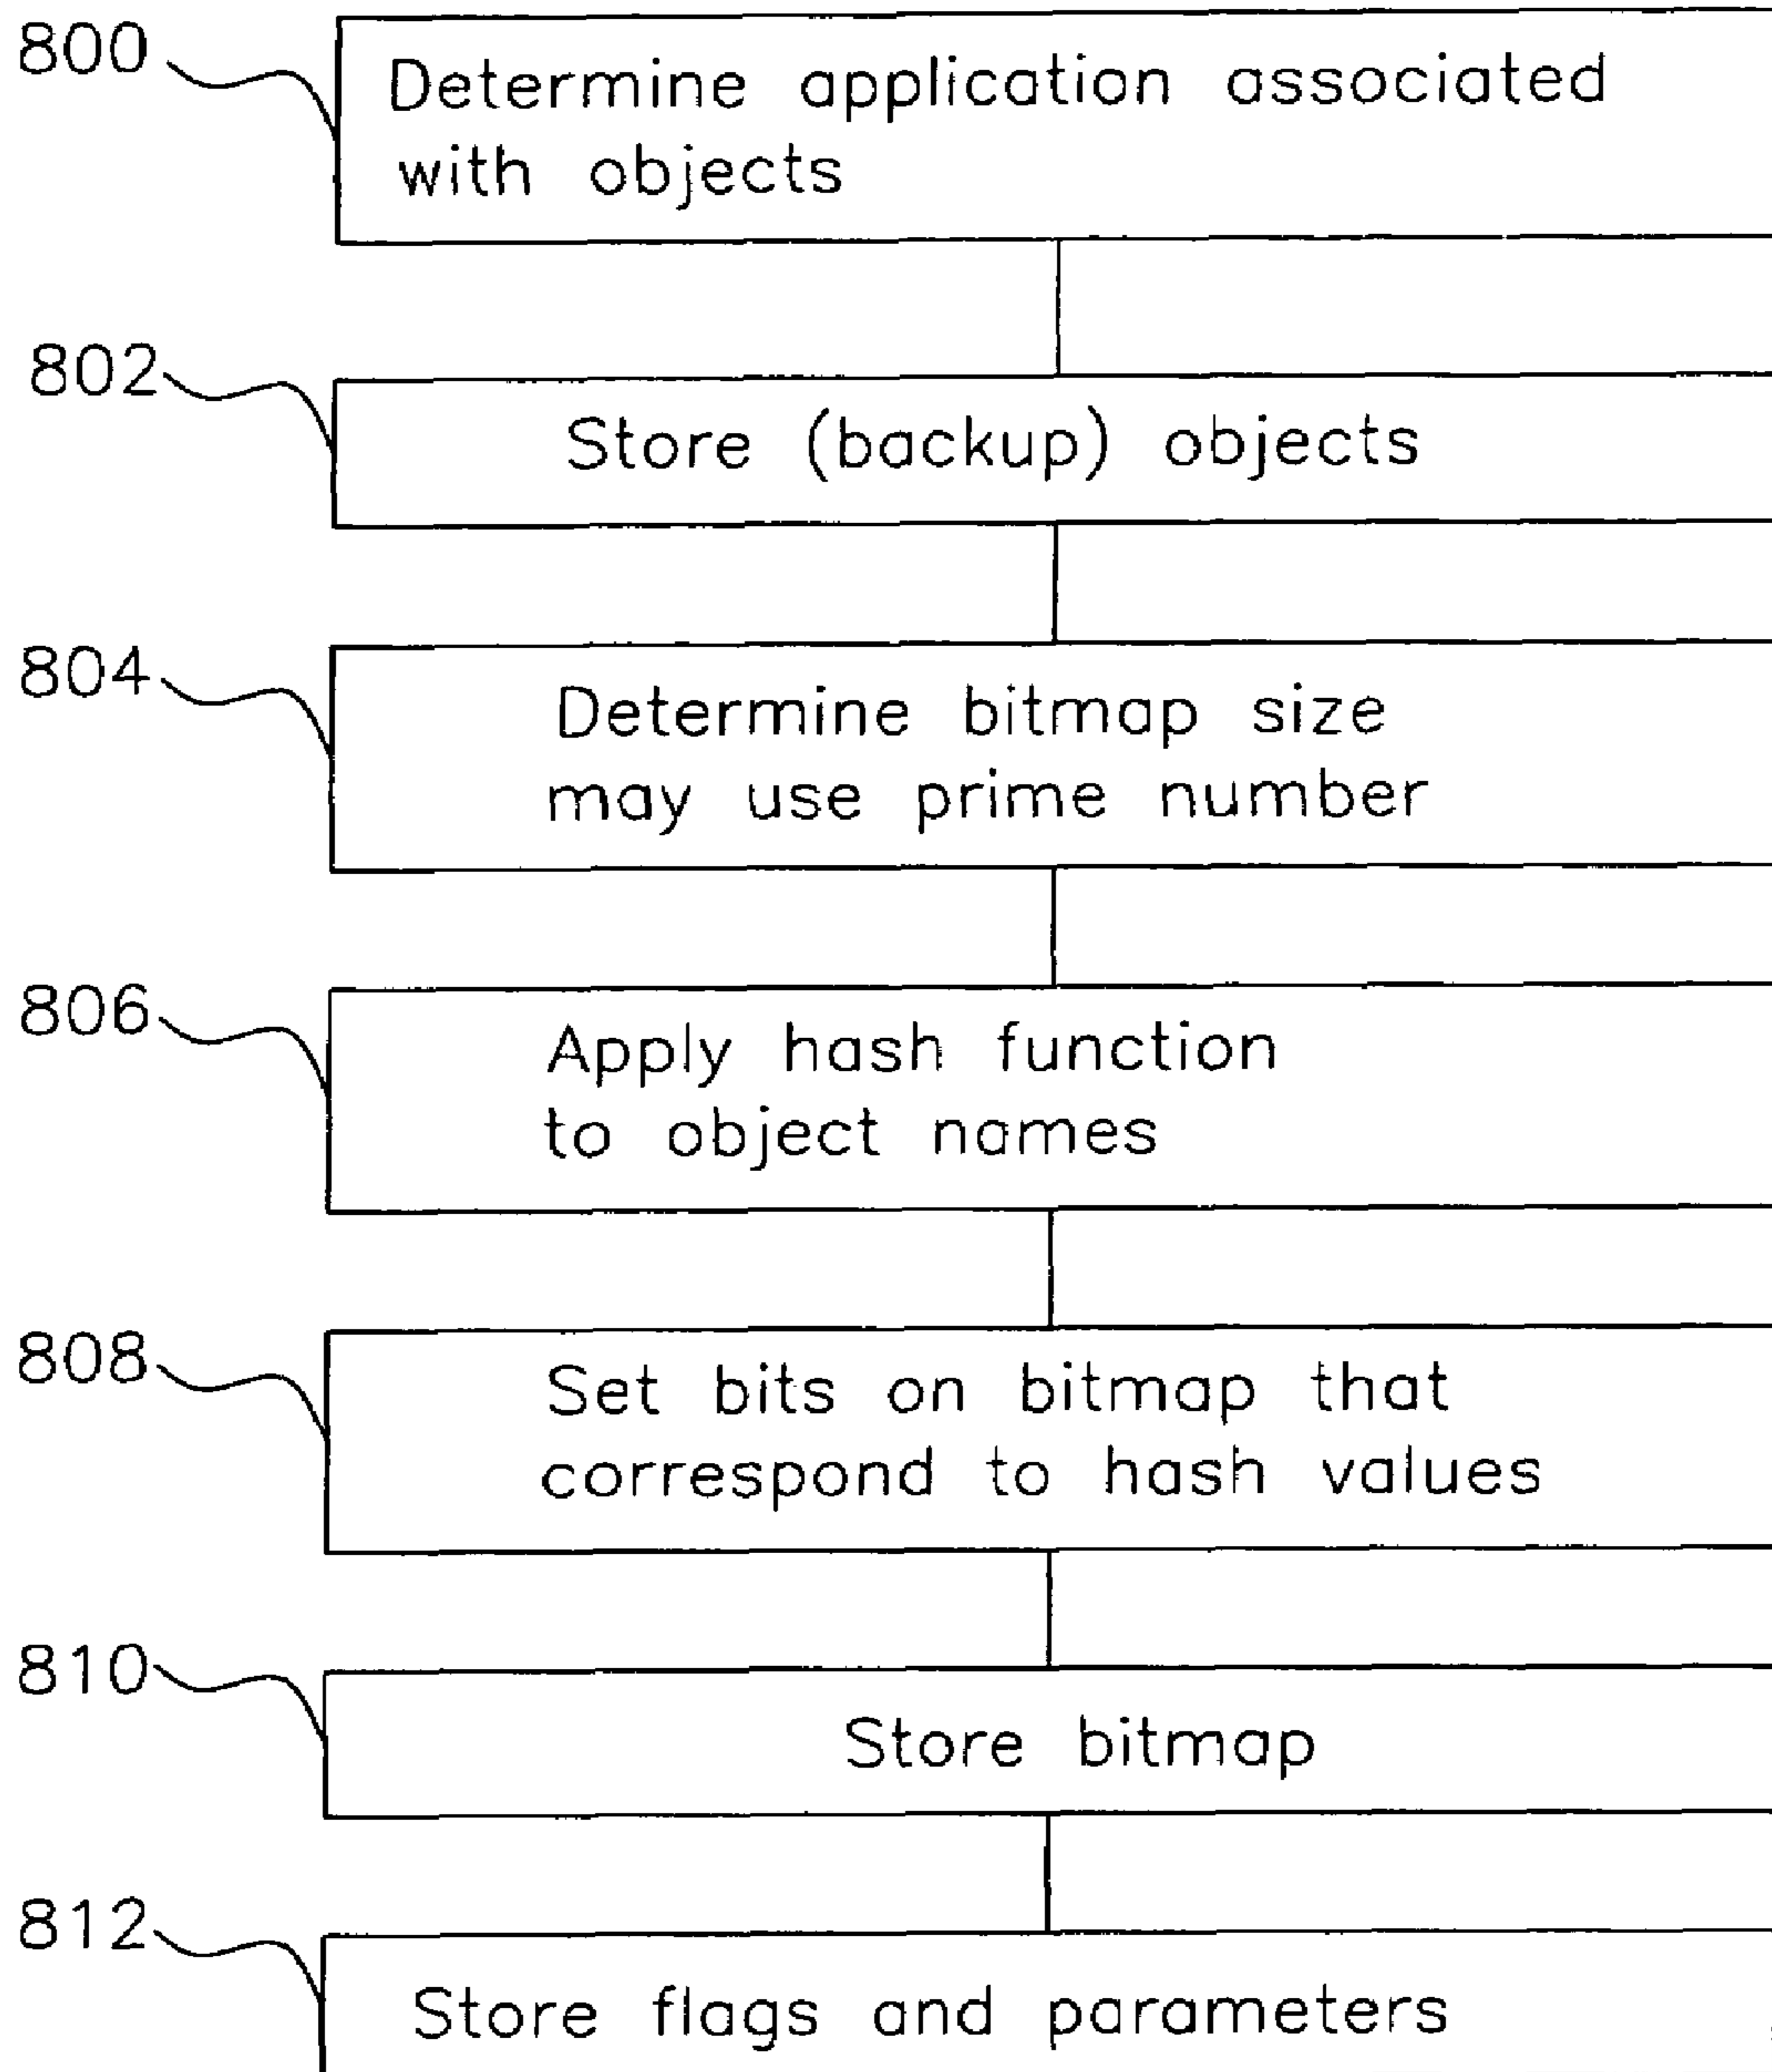 800
Determine application associated
with objects
802
Store (backup) objects
804
Determine bitmap size
may use prime number
806
Apply hash function
to object names
808
Set bits on bitmap that
correspond to hash values
810
Store bitmap
812
Store flags and parameters